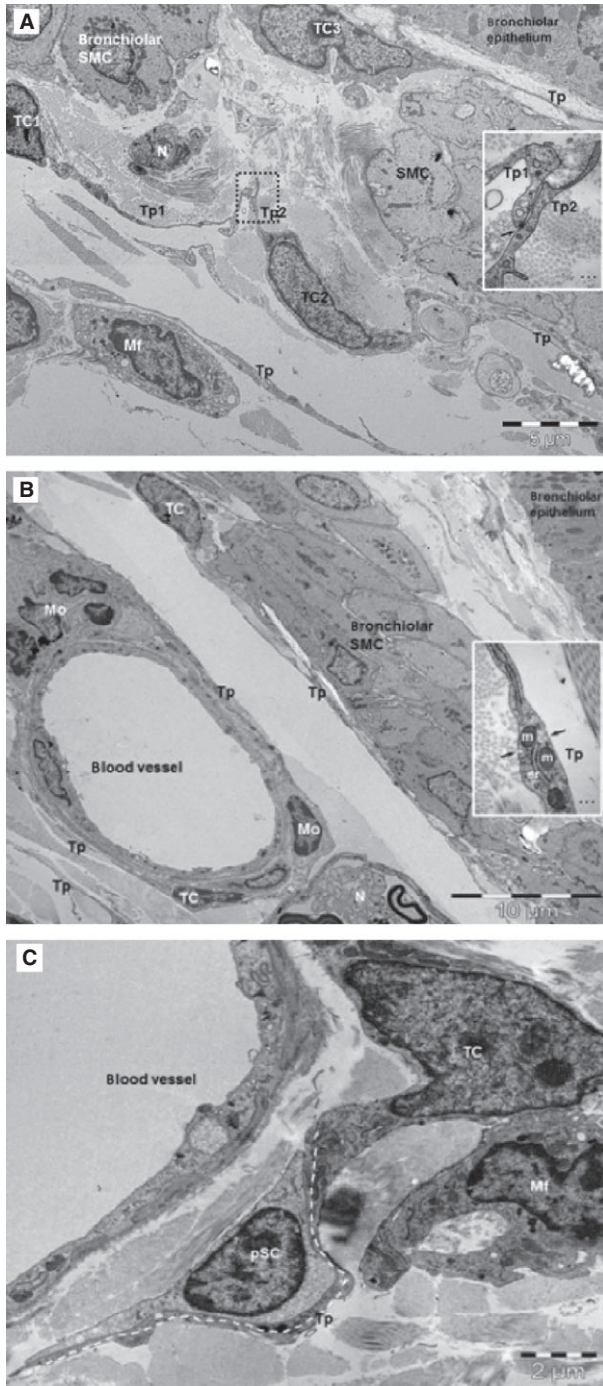 A
Bronchiolar
SMC
TC3
Bronchiolar
epithelium
Tp
TC1
N
SMC
Tp1
Tp2
Tp1
Tp2
TC2
Mf
Tp
Tp
5 µm
B
TC
Bronchiolar
epithelium
Mo
Bronchiolar
SMC
Tp
Tp
m
m
Tp
er
Blood vessel
Mo
Tp
Tp
TC
N
10 µm
C
TC
Blood vessel
Mf
pSC
Tp
2 µm